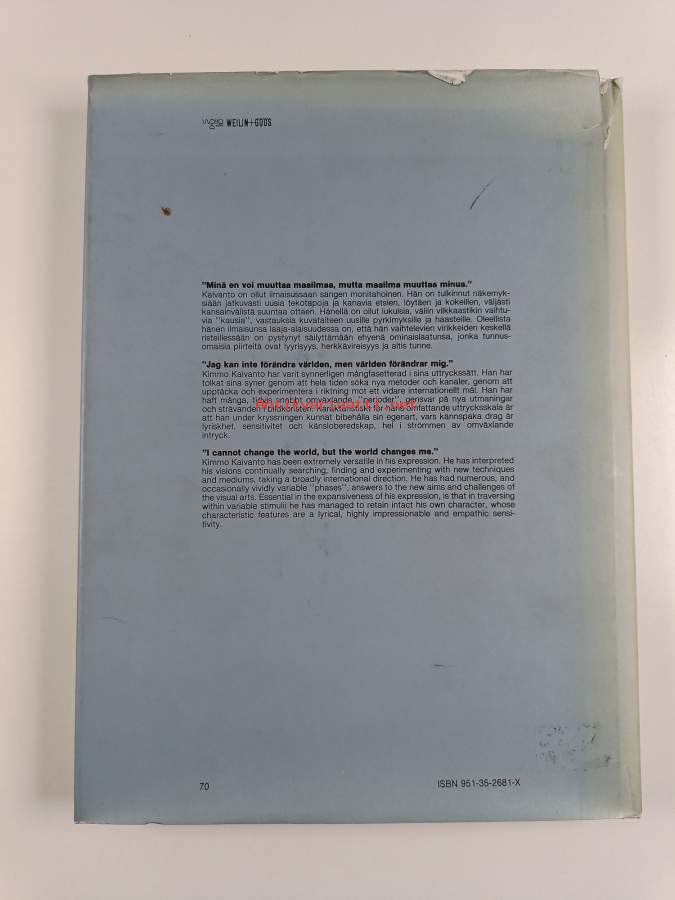 WEILIN+GÖÖS
"Minä en voi muuttaa maailmaa, mutta maailma muuttaa minua."
Kaivanto on ollut ilmaisussaan sangen monitahoinen. Hän on tulkinnut näkemyk-
siään jatkuvasti uusia tekotapoja ja kanavia etsien, löytäen ja kokeillen, väljästi
kansainvälistä suuntaa ottaen. Hänellä on ollut lukuisia, väliin vilkkaastikin vaihtu-
via "kausia", vastauksia kuvataiteen uusille pyrkimyksille ja haasteille. Oleellista
hänen ilmaisunsa laaja-alaisuudessa on, että hän vaihtelevien virikkeiden keskellä
risteillessään on pystynyt säilyttämään ehyenä ominaislaatunsa, jonka tunnus-
omaisia piirteitä ovat lyyrisyys, herkkävireisyys ja altis tunne.
"Jag kan inte förändra världen, men världen förändrar mig."
Kimmo Kaivanto har varit synnerligen mångfasetterad i sina uttryckssätt. Han har
tolkat sina syner genom att hela tiden söka nya metoder och kanaler, genom att
upptäcka och experimentera i riktning mot ett vidare internationellt mål. Han har
haft många, tidvis snabbt omväxlande, "perioder", gensvar på nya utmaningar
och strävanden i bildkonsten. Karaktäristiskt för hans omfattande uttrycksskala är
att han under kryssningen kunnat bibehålla sin egenart, vars kännspaka drag är
lyriskhet, sensitivitet och känsloberedskap, hel i strömmen av omväxlande
intryck.
antikvariaatti.net
"I cannot change the world, but the world changes me."
Kimmo Kaivanto has been extremely versatile in his expression. He has interpreted
his visions continually searching, finding and experimenting with new techniques
and mediums, taking a broadly international direction. He has had numerous, and
occasionally vividly variable "phases", answers to the new aims and challenges of
the visual arts. Essential in the expansiveness of his expression, is that in traversing
within variable stimulii he has managed to retain intact his own character, whose
characteristic features are a lyrical, highly impressionable and empathic sensi-
tivity.
70
ISBN 951-35-2681-X